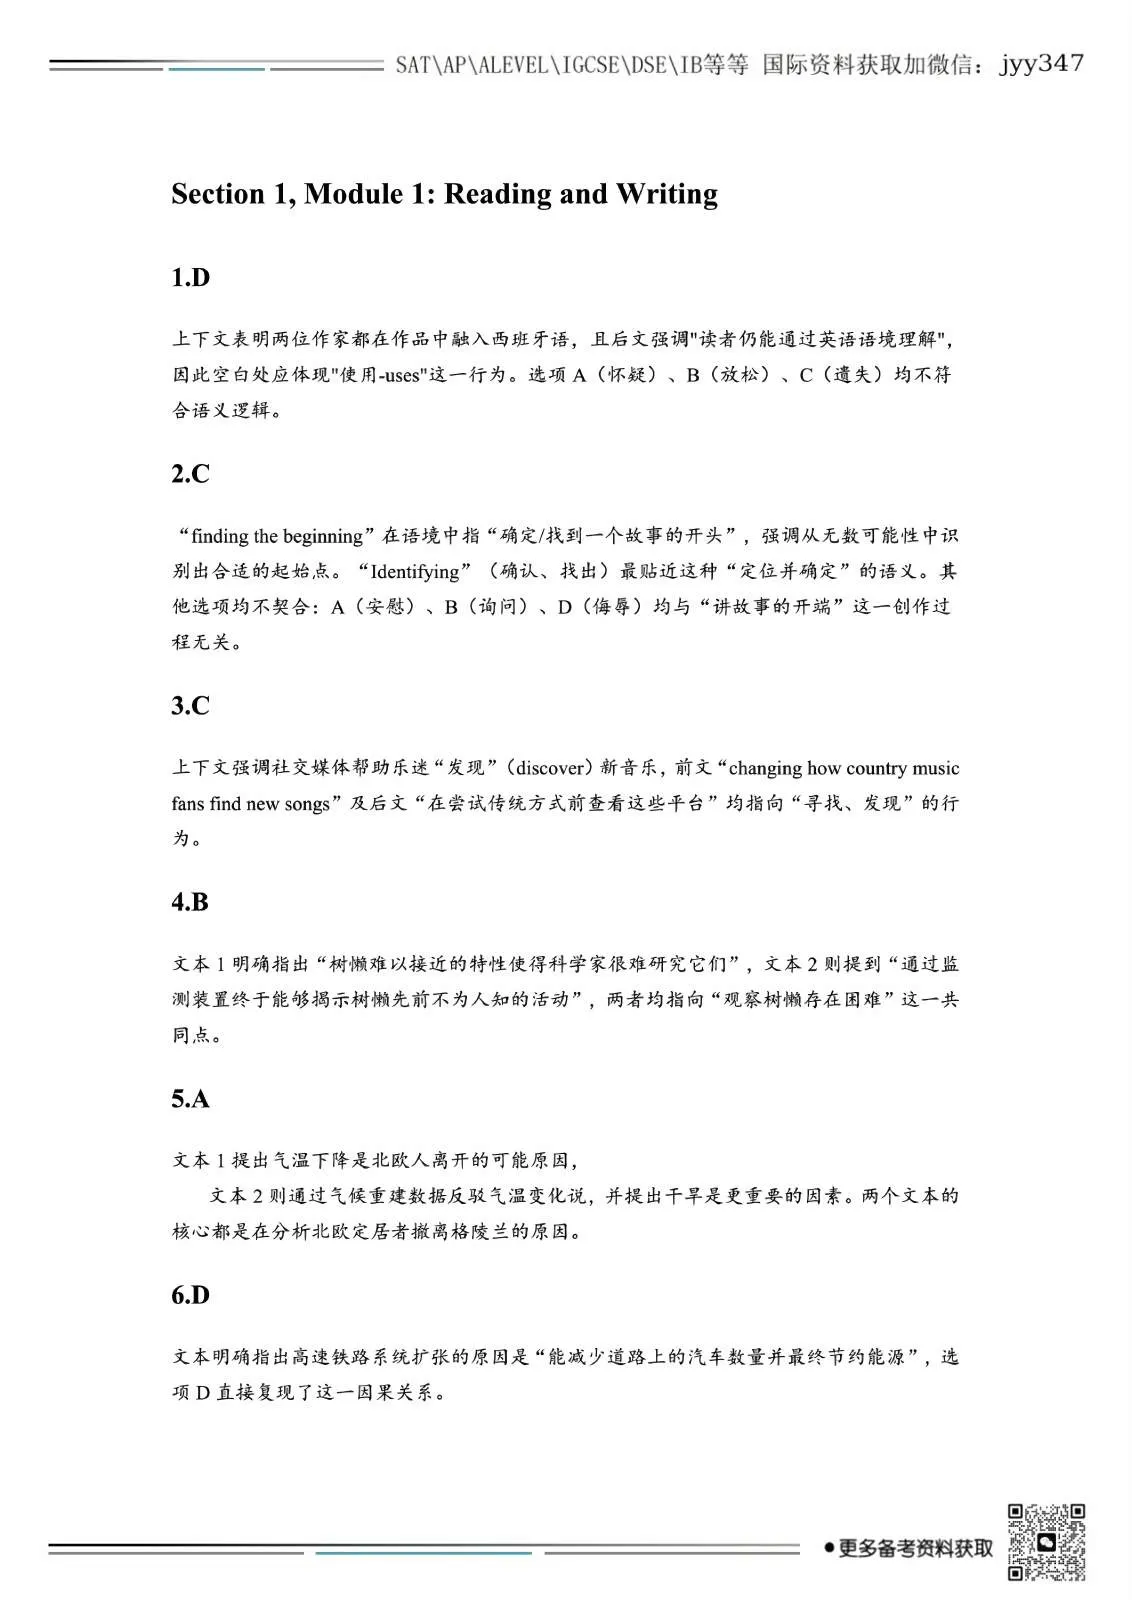 SAT\AP\ALEVEL\IGCSE\DSE\IB等等 国际资料获取加微信：jyy347
Section 1, Module 1: Reading and Writing
1.D
上下文表明两位作家都在作品中融入西班牙语，且后文强调"读者仍能通过英语语境理解"，
因此空白处应体现"使用-uses"这一行为。选项 A（怀疑）、B（放松）、C（遗失）均不符
合语义逻辑。
2.C
“finding the beginning”在语境中指“确定/找到一个故事的开头”，强调从无数可能性中识
别出合适的起始点。“Identifying”（确认、找出）最贴近这种“定位并确定”的语义。其
他选项均不契合：A（安慰）、B（询问）、D（侮辱）均与“讲故事的开端”这一创作过
程无关。
3.C
上下文强调社交媒体帮助乐迷“发现”（discover）新音乐，前文“changing how country music
fans find new songs”及后文“在尝试传统方式前查看这些平台”均指向“寻找、发现”的行
为。
4.B
文本 1 明确指出“树懒难以接近的特性使得科学家很难研究它们”，文本 2 则提到“通过监
测装置终于能够揭示树懒先前不为人知的活动”，两者均指向“观察树懒存在困难”这一共
同点。
5.A
文本 1 提出气温下降是北欧人离开的可能原因，
文本 2 则通过气候重建数据反驳气温变化说，并提出干旱是更重要的因素。两个文本的
核心都是在分析北欧定居者撤离格陵兰的原因。
6.D
文本明确指出高速铁路系统扩张的原因是“能减少道路上的汽车数量并最终节约能源”，选
项 D 直接复现了这一因果关系。
●更多备考资料获取